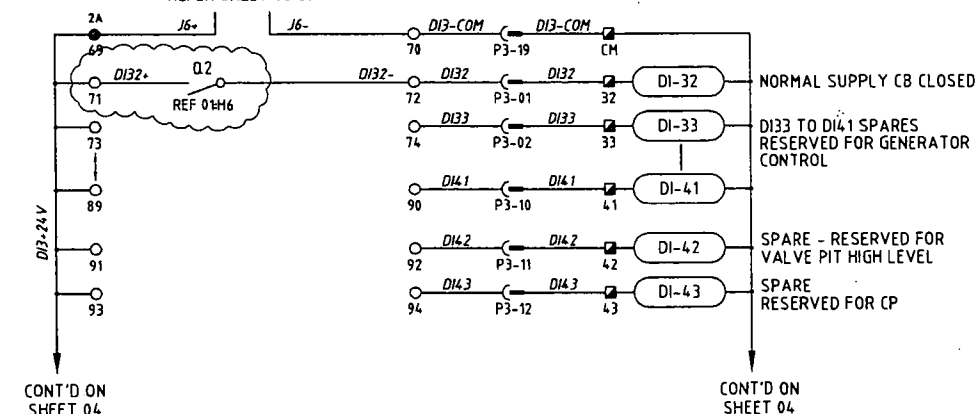 2A
J6+
J6-
DI3-COM
DI3-COM
69
70
P3-19
CM
DI32+
Q2
DI32-
DI32
DI32
DI-32
NORMAL SUPPLY CB CLOSED
71
REF 01:H6
72
P3-01
32
DI33
DI33
DI-33
DI33 TO DI41 SPARES
RESERVED FOR GENERATOR
CONTROL
73
74
P3-02
33
DI41
DI41
DI-41
89
90
P3-10
41
DI3+24V
DI42
DI42
DI-42
SPARE - RESERVED FOR
VALVE PIT HIGH LEVEL
91
92
P3-11
42
DI43
DI43
DI-43
SPARE
RESERVED FOR CP
93
94
P3-12
43
CONT'D ON
SHEET 04
CONT'D ON
SHEET 04